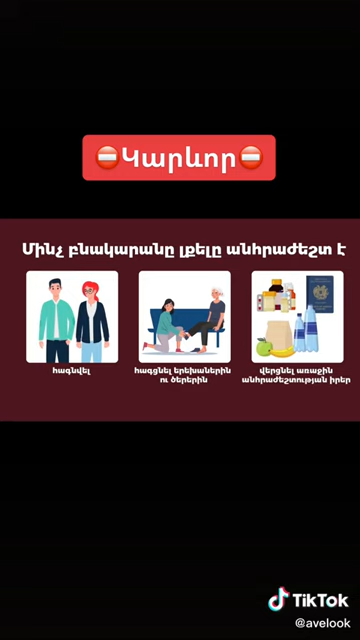 ⛔Կարևոր⛔
Մինչ բնակարանը լքելը անհրաժեշտ է
հագնվել
հագցնել երեխաներին
ու ծերերին
վերցնել առաջին
անհրաժեշտության իրեր
TikTok
@avelook